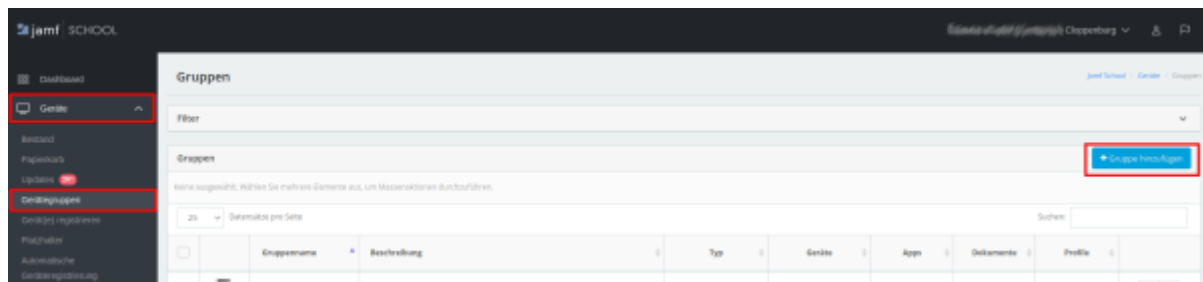 jamf SCHOOL
Cloppenburg
Dashboard
Gruppen
Jamf School / Geräte / Gruppen
Geräte
Filter
Bestand
Gruppen
+ Gruppe hinzufügen
Papierkorb
Updates
Keine ausgewählt. Wählen Sie mehrere Elemente aus, um Massenaktionen durchzuführen.
Gerätegruppen
25 Datensätze pro Seite
Suchen:
Gerät(e) registrieren
Platzhalter
Gruppenname Beschreibung Typ Geräte Apps Dokumente Profile
Automatische
Geräteregistrierung